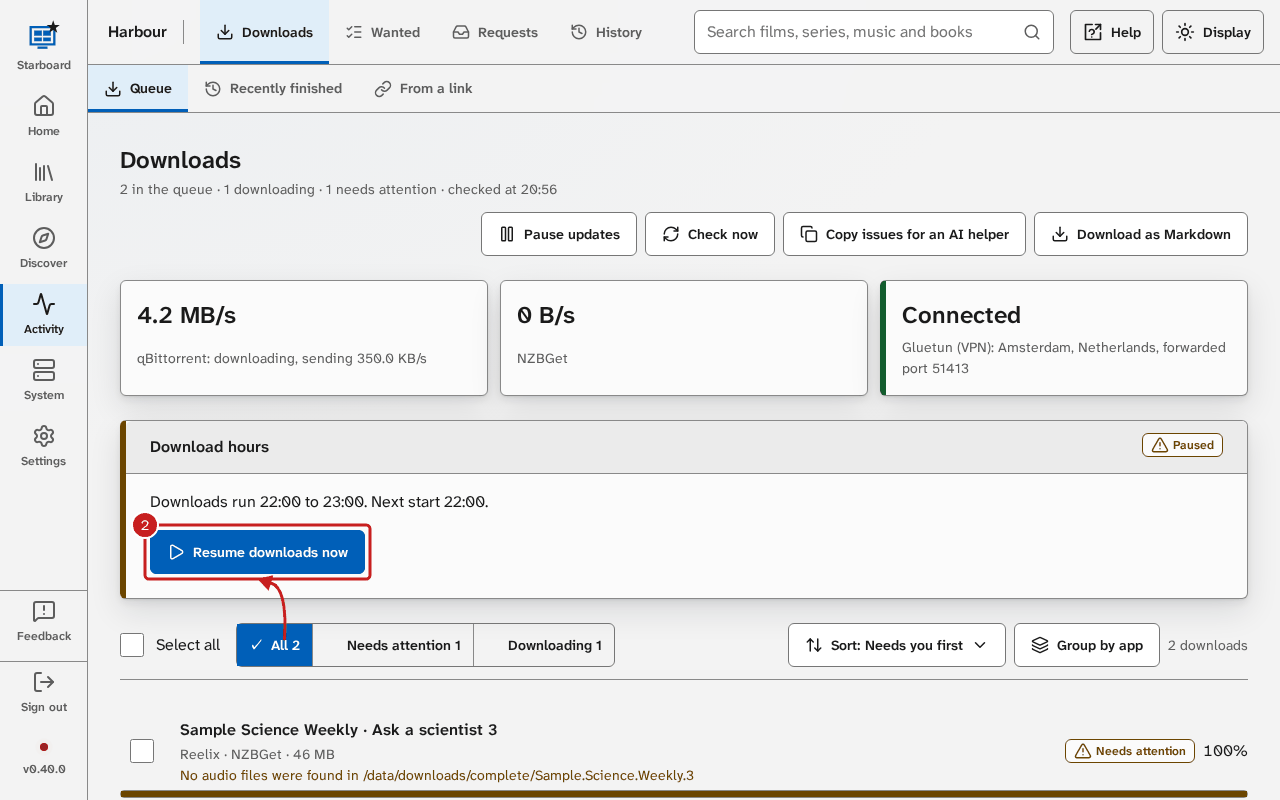 Starboard
Home
Library
Discover
Activity
System
Settings
Feedback
Sign out
v0.40.0
Harbour
Downloads
Wanted
Requests
History
Search films, series, music and books
Help
Display
Queue
Recently finished
From a link
Downloads
2 in the queue · 1 downloading · 1 needs attention · checked at 20:56
Pause updates
Check now
Copy issues for an AI helper
Download as Markdown
4.2 MB/s
qBittorrent: downloading, sending 350.0 KB/s
0 B/s
NZBGet
Connected
Gluetun (VPN): Amsterdam, Netherlands, forwarded
port 51413
Download hours
Paused
Downloads run 22:00 to 23:00. Next start 22:00.
2
Resume downloads now
Select all
✓ All 2
Needs attention 1
Downloading 1
Sort: Needs you first
Group by app
2 downloads
Sample Science Weekly · Ask a scientist 3
Reelix · NZBGet · 46 MB
No audio files were found in /data/downloads/complete/Sample.Science.Weekly.3
Needs attention
100%